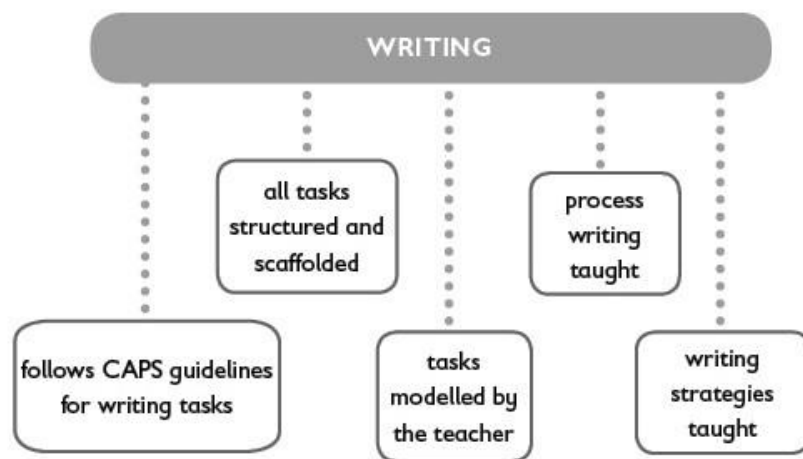 WRITING
all tasks
structured and
scaffolded
process
writing
taught
follows CAPS guidelines
for writing tasks
tasks
modelled by
the teacher
writing
strategies
taught